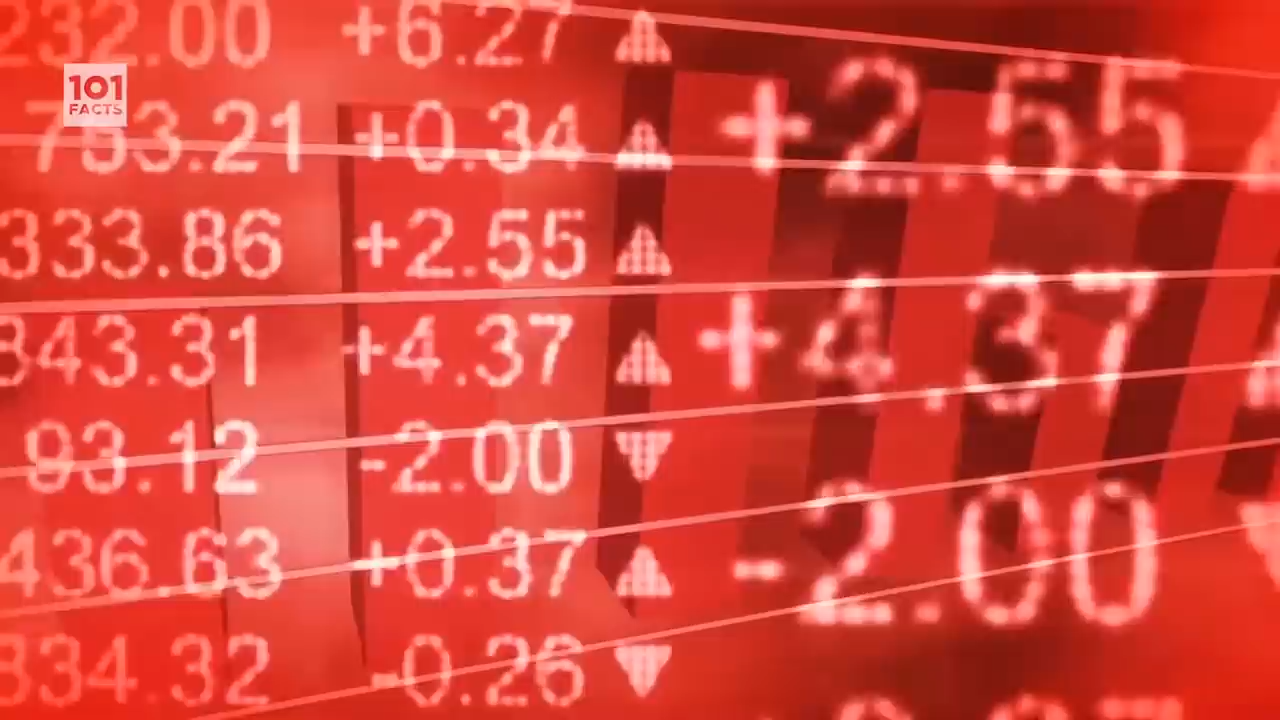 101
FACTS
232.00 +6.27 ▲
753.21 +0.34 ▲ +2.55
333.86 +2.55 ▲
343.31 +4.37 ▲ +4.37
93.12 -2.00 ▼
436.63 +0.37 ▲ -2.00
334.32 -0.26 ▼